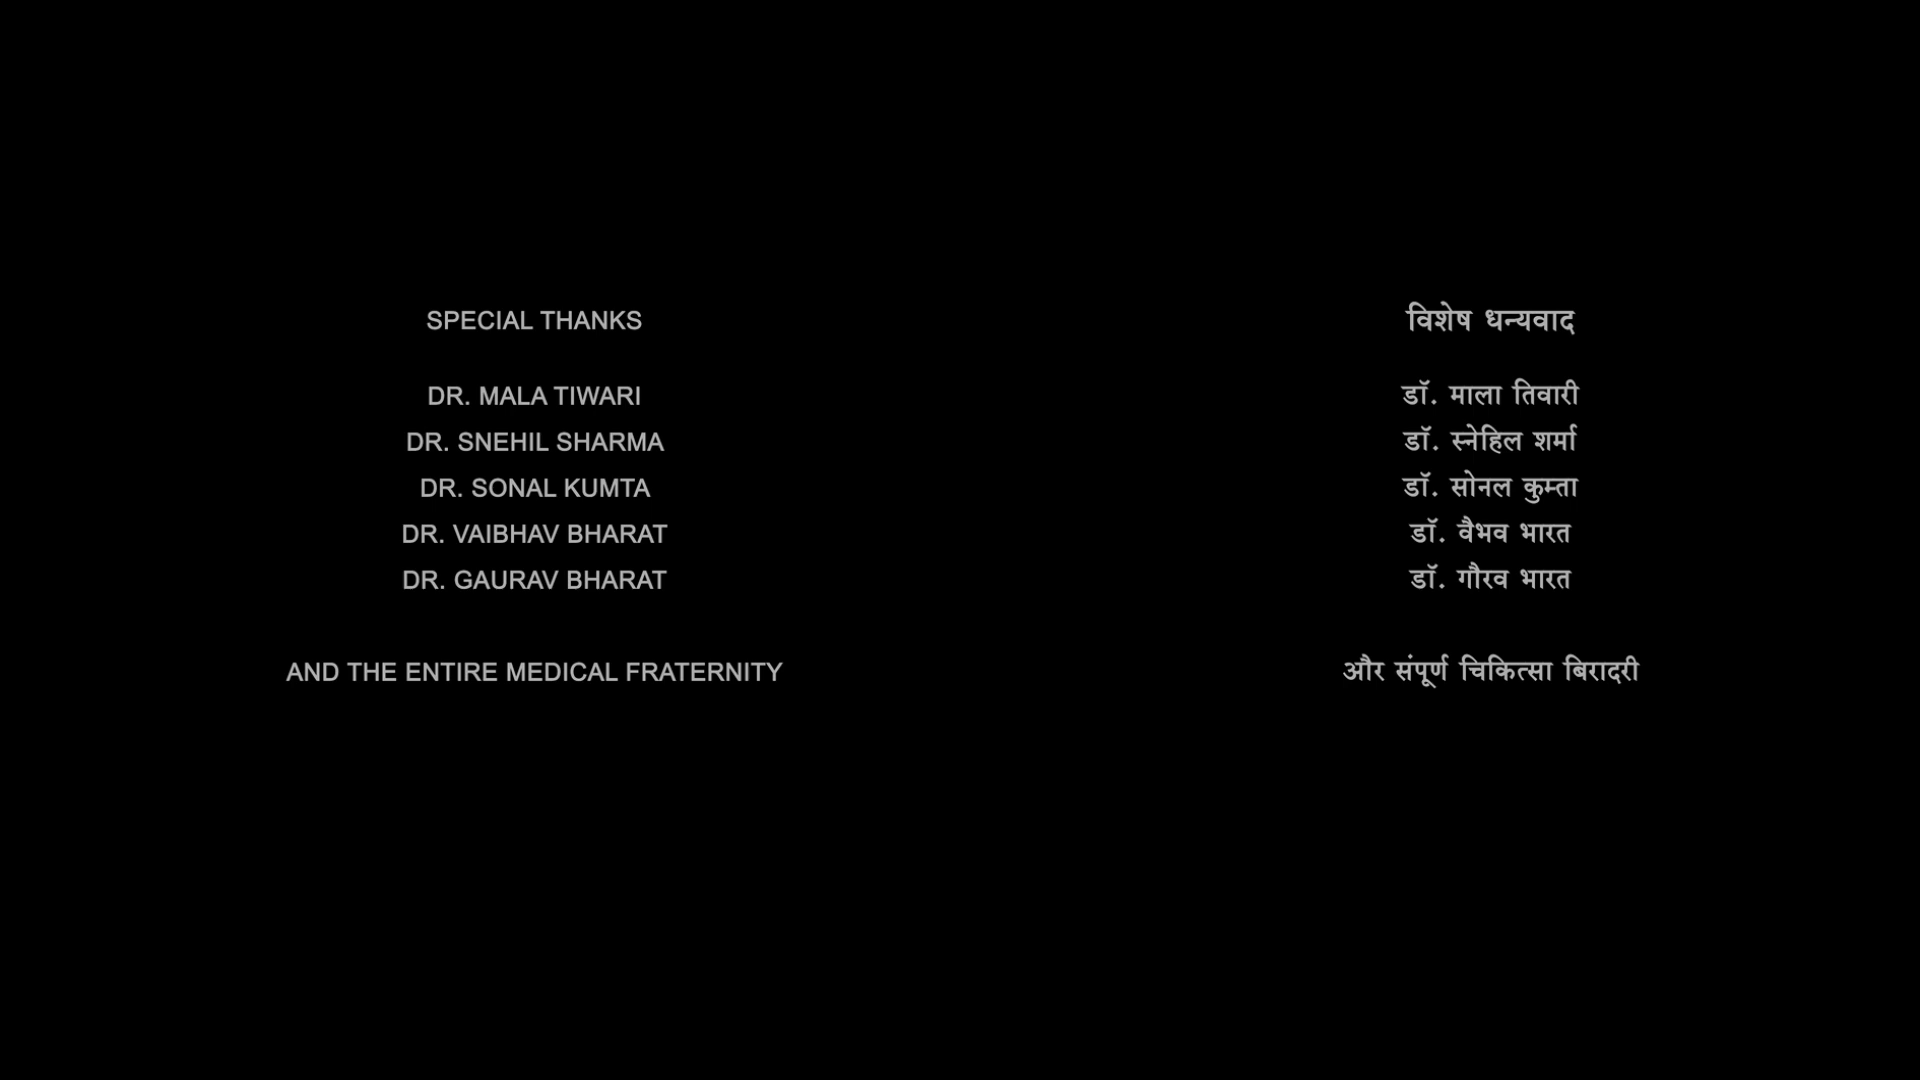 SPECIAL THANKS
DR. MALA TIWARI
DR. SNEHIL SHARMA
DR. SONAL KUMTA
DR. VAIBHAV BHARAT
DR. GAURAV BHARAT
AND THE ENTIRE MEDICAL FRATERNITY
विशेष धन्यवाद
डॉ. माला तिवारी
डॉ. स्नेहिल शर्मा
डॉ. सोनल कुम्ता
डॉ. वैभव भारत
डॉ. गौरव भारत
और संपूर्ण चिकित्सा बिरादरी